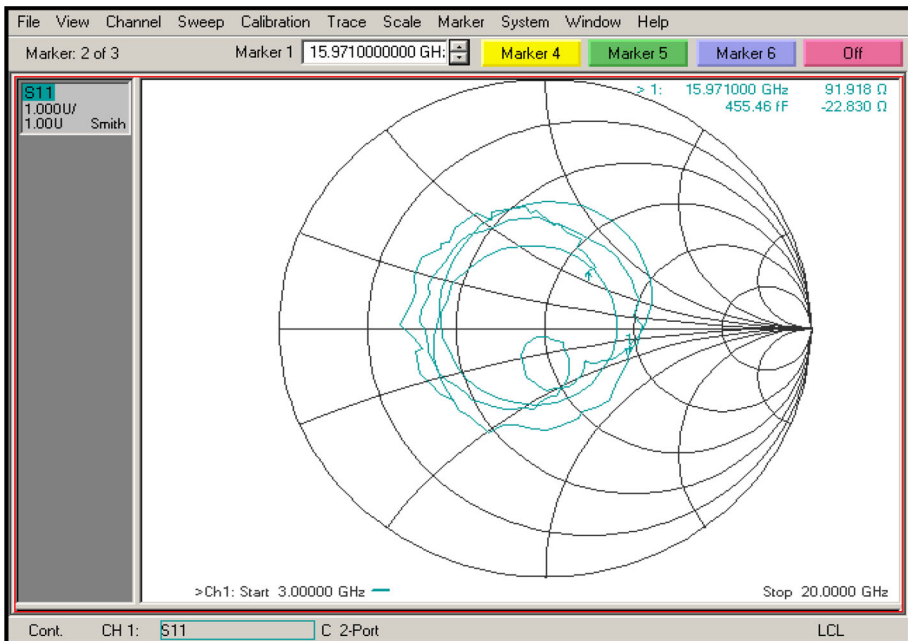 File View Channel Sweep Calibration Trace Scale Marker System Window Help
Marker: 2 of 3 Marker 1 15.9710000000 GH: Marker 4 Marker 5 Marker 6 Off
S11
1.000U/
1.00U Smith
> 1: 15.971000 GHz 91.918 Ω
455.46 fF -22.830 Ω
1
>Ch1: Start 3.00000 GHz Stop 20.0000 GHz
Cont. CH 1: S11 C 2-Port LCL